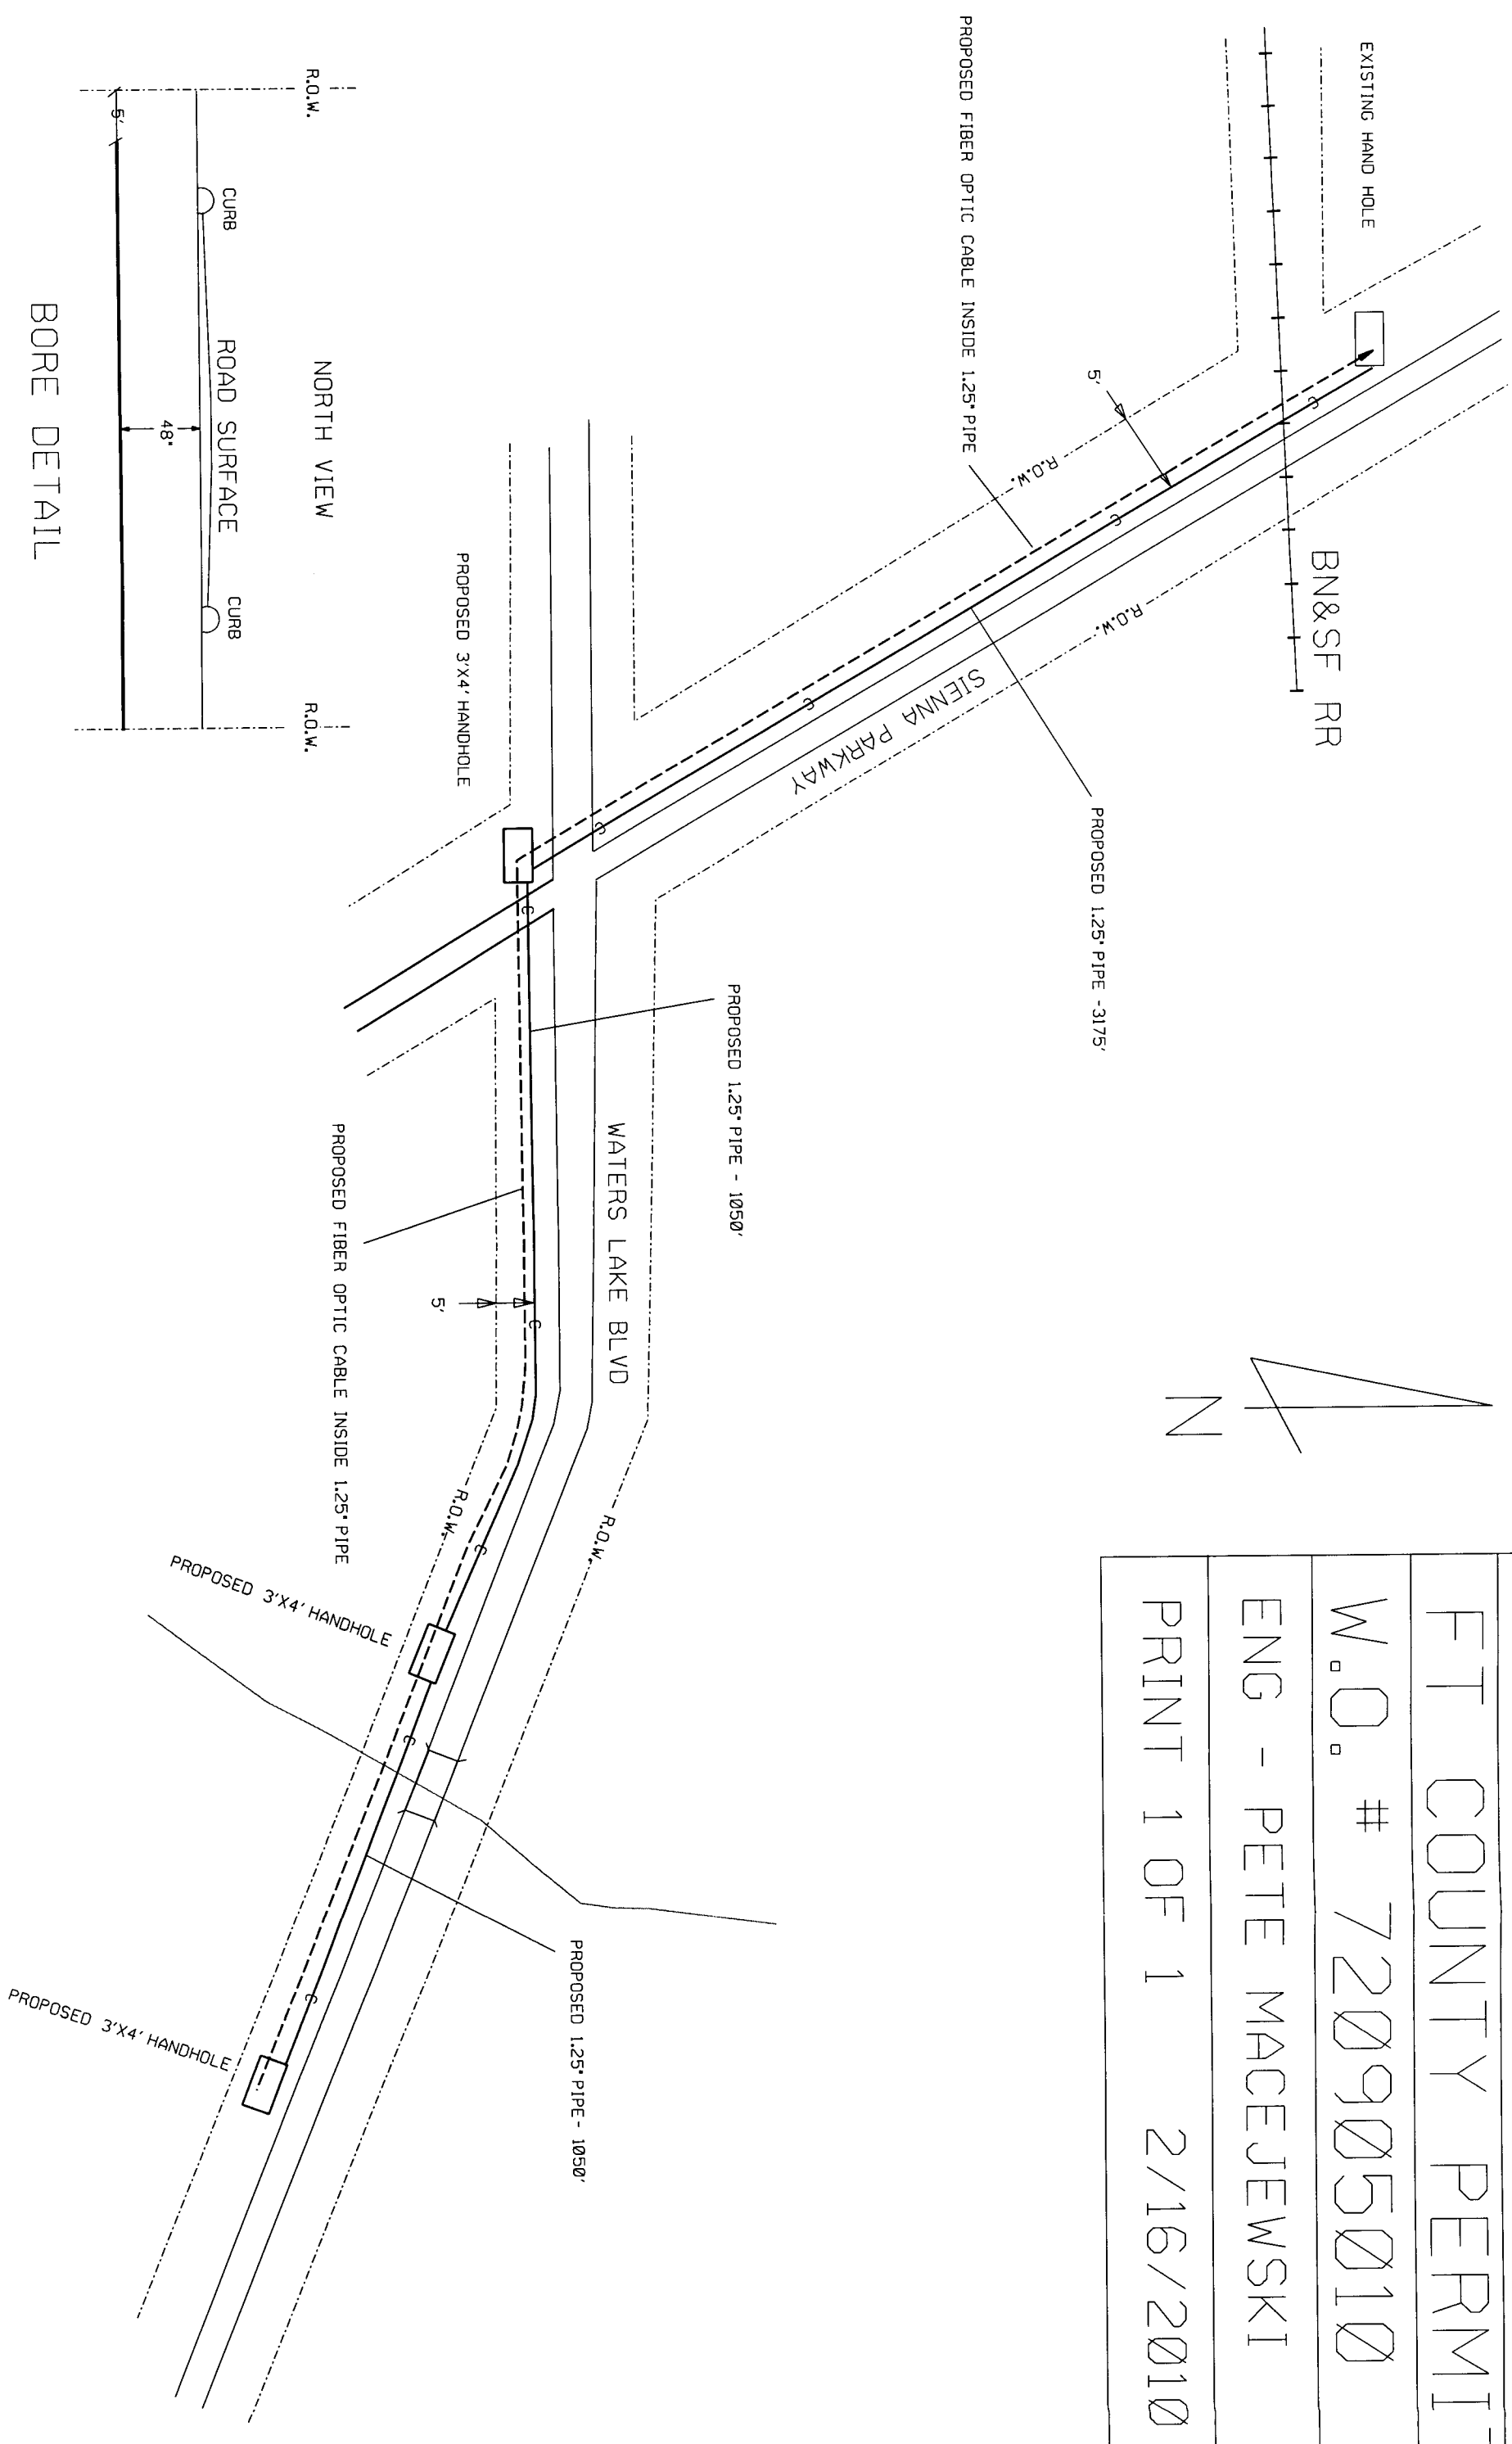 FT COUNTY PERMI
W.O. # 720905010
ENG - PETE MACEJEWSKI
PRINT 1 OF 1 2/16/2010
N
EXISTING HAND HOLE
BN&SF RR
5'
R.O.W.
R.O.W.
PROPOSED FIBER OPTIC CABLE INSIDE 1.25" PIPE
SIENNA PARKWAY
PROPOSED 1.25" PIPE -3175'
C
C
C
C
PROPOSED 3'X4' HANDHOLE
C
PROPOSED 1.25" PIPE - 1050'
WATERS LAKE BLVD
5'
C
PROPOSED FIBER OPTIC CABLE INSIDE 1.25" PIPE
R.O.W.
R.O.W.
C
PROPOSED 3'X4' HANDHOLE
C
PROPOSED 1.25" PIPE - 1050'
C
PROPOSED 3'X4' HANDHOLE
NORTH VIEW
R.O.W.
R.O.W.
CURB
ROAD SURFACE
CURB
5'
48"
BORE DETAIL